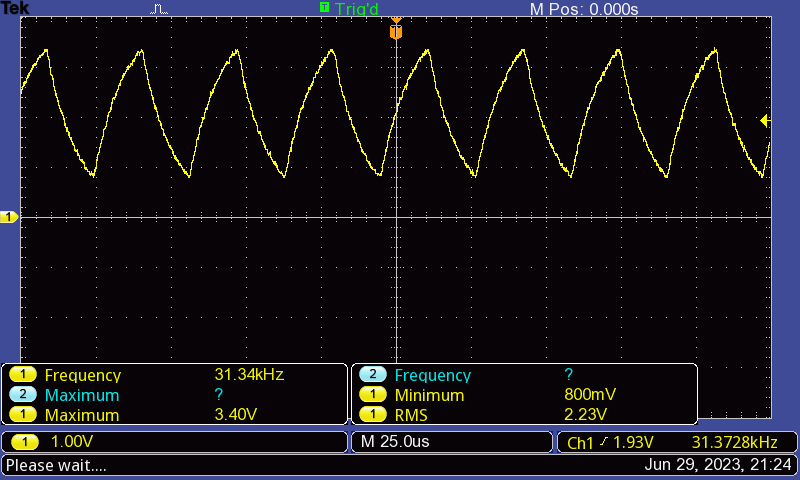 Tek Trig'd M Pos: 0.000s
T
1
1 Frequency 31.34kHz 2 Frequency ?
2 Maximum ? 1 Minimum 800mV
1 Maximum 3.40V 1 RMS 2.23V
1 1.00V M 25.0us Ch1 1.93V 31.3728kHz
Please wait.... Jun 29, 2023, 21:24